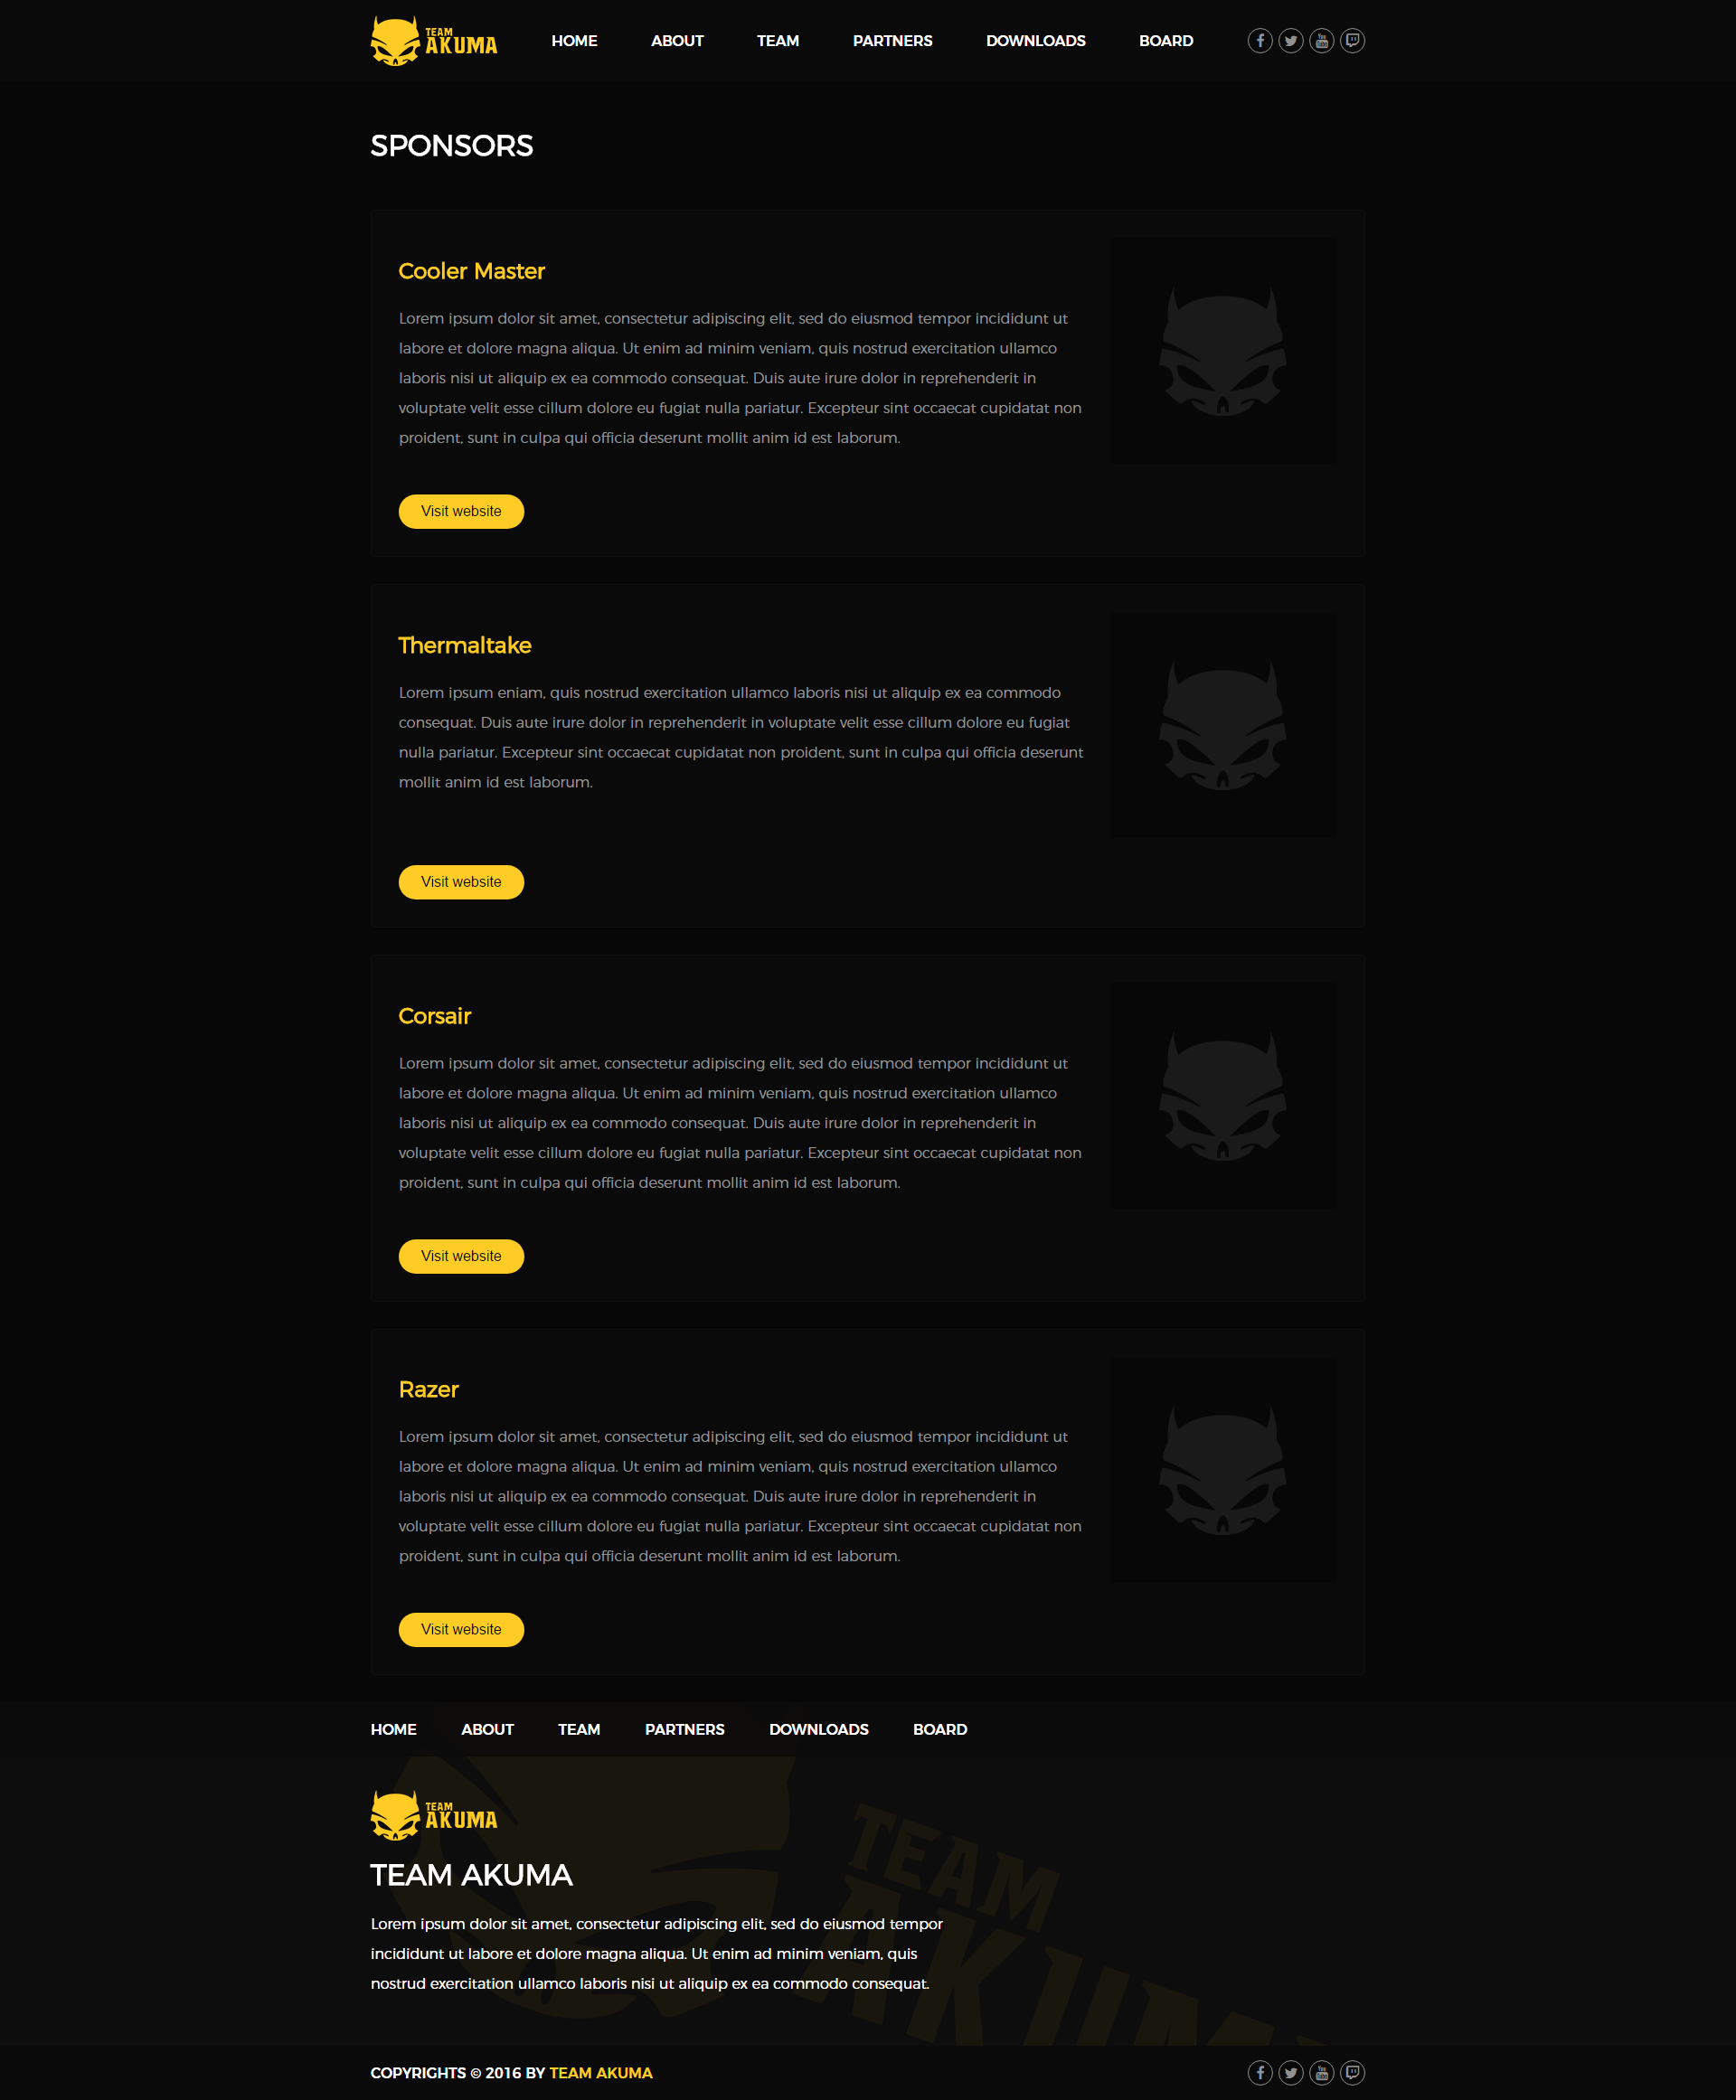 TEAM
AKUMA
HOME ABOUT TEAM PARTNERS DOWNLOADS BOARD
SPONSORS
Cooler Master
Lorem ipsum dolor sit amet, consectetur adipiscing elit, sed do eiusmod tempor incididunt ut
labore et dolore magna aliqua. Ut enim ad minim veniam, quis nostrud exercitation ullamco
laboris nisi ut aliquip ex ea commodo consequat. Duis aute irure dolor in reprehenderit in
voluptate velit esse cillum dolore eu fugiat nulla pariatur. Excepteur sint occaecat cupidatat non
proident, sunt in culpa qui officia deserunt mollit anim id est laborum.
Visit website
Thermaltake
Lorem ipsum eniam, quis nostrud exercitation ullamco laboris nisi ut aliquip ex ea commodo
consequat. Duis aute irure dolor in reprehenderit in voluptate velit esse cillum dolore eu fugiat
nulla pariatur. Excepteur sint occaecat cupidatat non proident, sunt in culpa qui officia deserunt
mollit anim id est laborum.
Visit website
Corsair
Lorem ipsum dolor sit amet, consectetur adipiscing elit, sed do eiusmod tempor incididunt ut
labore et dolore magna aliqua. Ut enim ad minim veniam, quis nostrud exercitation ullamco
laboris nisi ut aliquip ex ea commodo consequat. Duis aute irure dolor in reprehenderit in
voluptate velit esse cillum dolore eu fugiat nulla pariatur. Excepteur sint occaecat cupidatat non
proident, sunt in culpa qui officia deserunt mollit anim id est laborum.
Visit website
Razer
Lorem ipsum dolor sit amet, consectetur adipiscing elit, sed do eiusmod tempor incididunt ut
labore et dolore magna aliqua. Ut enim ad minim veniam, quis nostrud exercitation ullamco
laboris nisi ut aliquip ex ea commodo consequat. Duis aute irure dolor in reprehenderit in
voluptate velit esse cillum dolore eu fugiat nulla pariatur. Excepteur sint occaecat cupidatat non
proident, sunt in culpa qui officia deserunt mollit anim id est laborum.
Visit website
HOME ABOUT TEAM PARTNERS DOWNLOADS BOARD
TEAM
AKUMA
TEAM AKUMA
Lorem ipsum dolor sit amet, consectetur adipiscing elit, sed do eiusmod tempor
incididunt ut labore et dolore magna aliqua. Ut enim ad minim veniam, quis
nostrud exercitation ullamco laboris nisi ut aliquip ex ea commodo consequat.
TEAM
AKUM
COPYRIGHTS © 2016 BY TEAM AKUMA